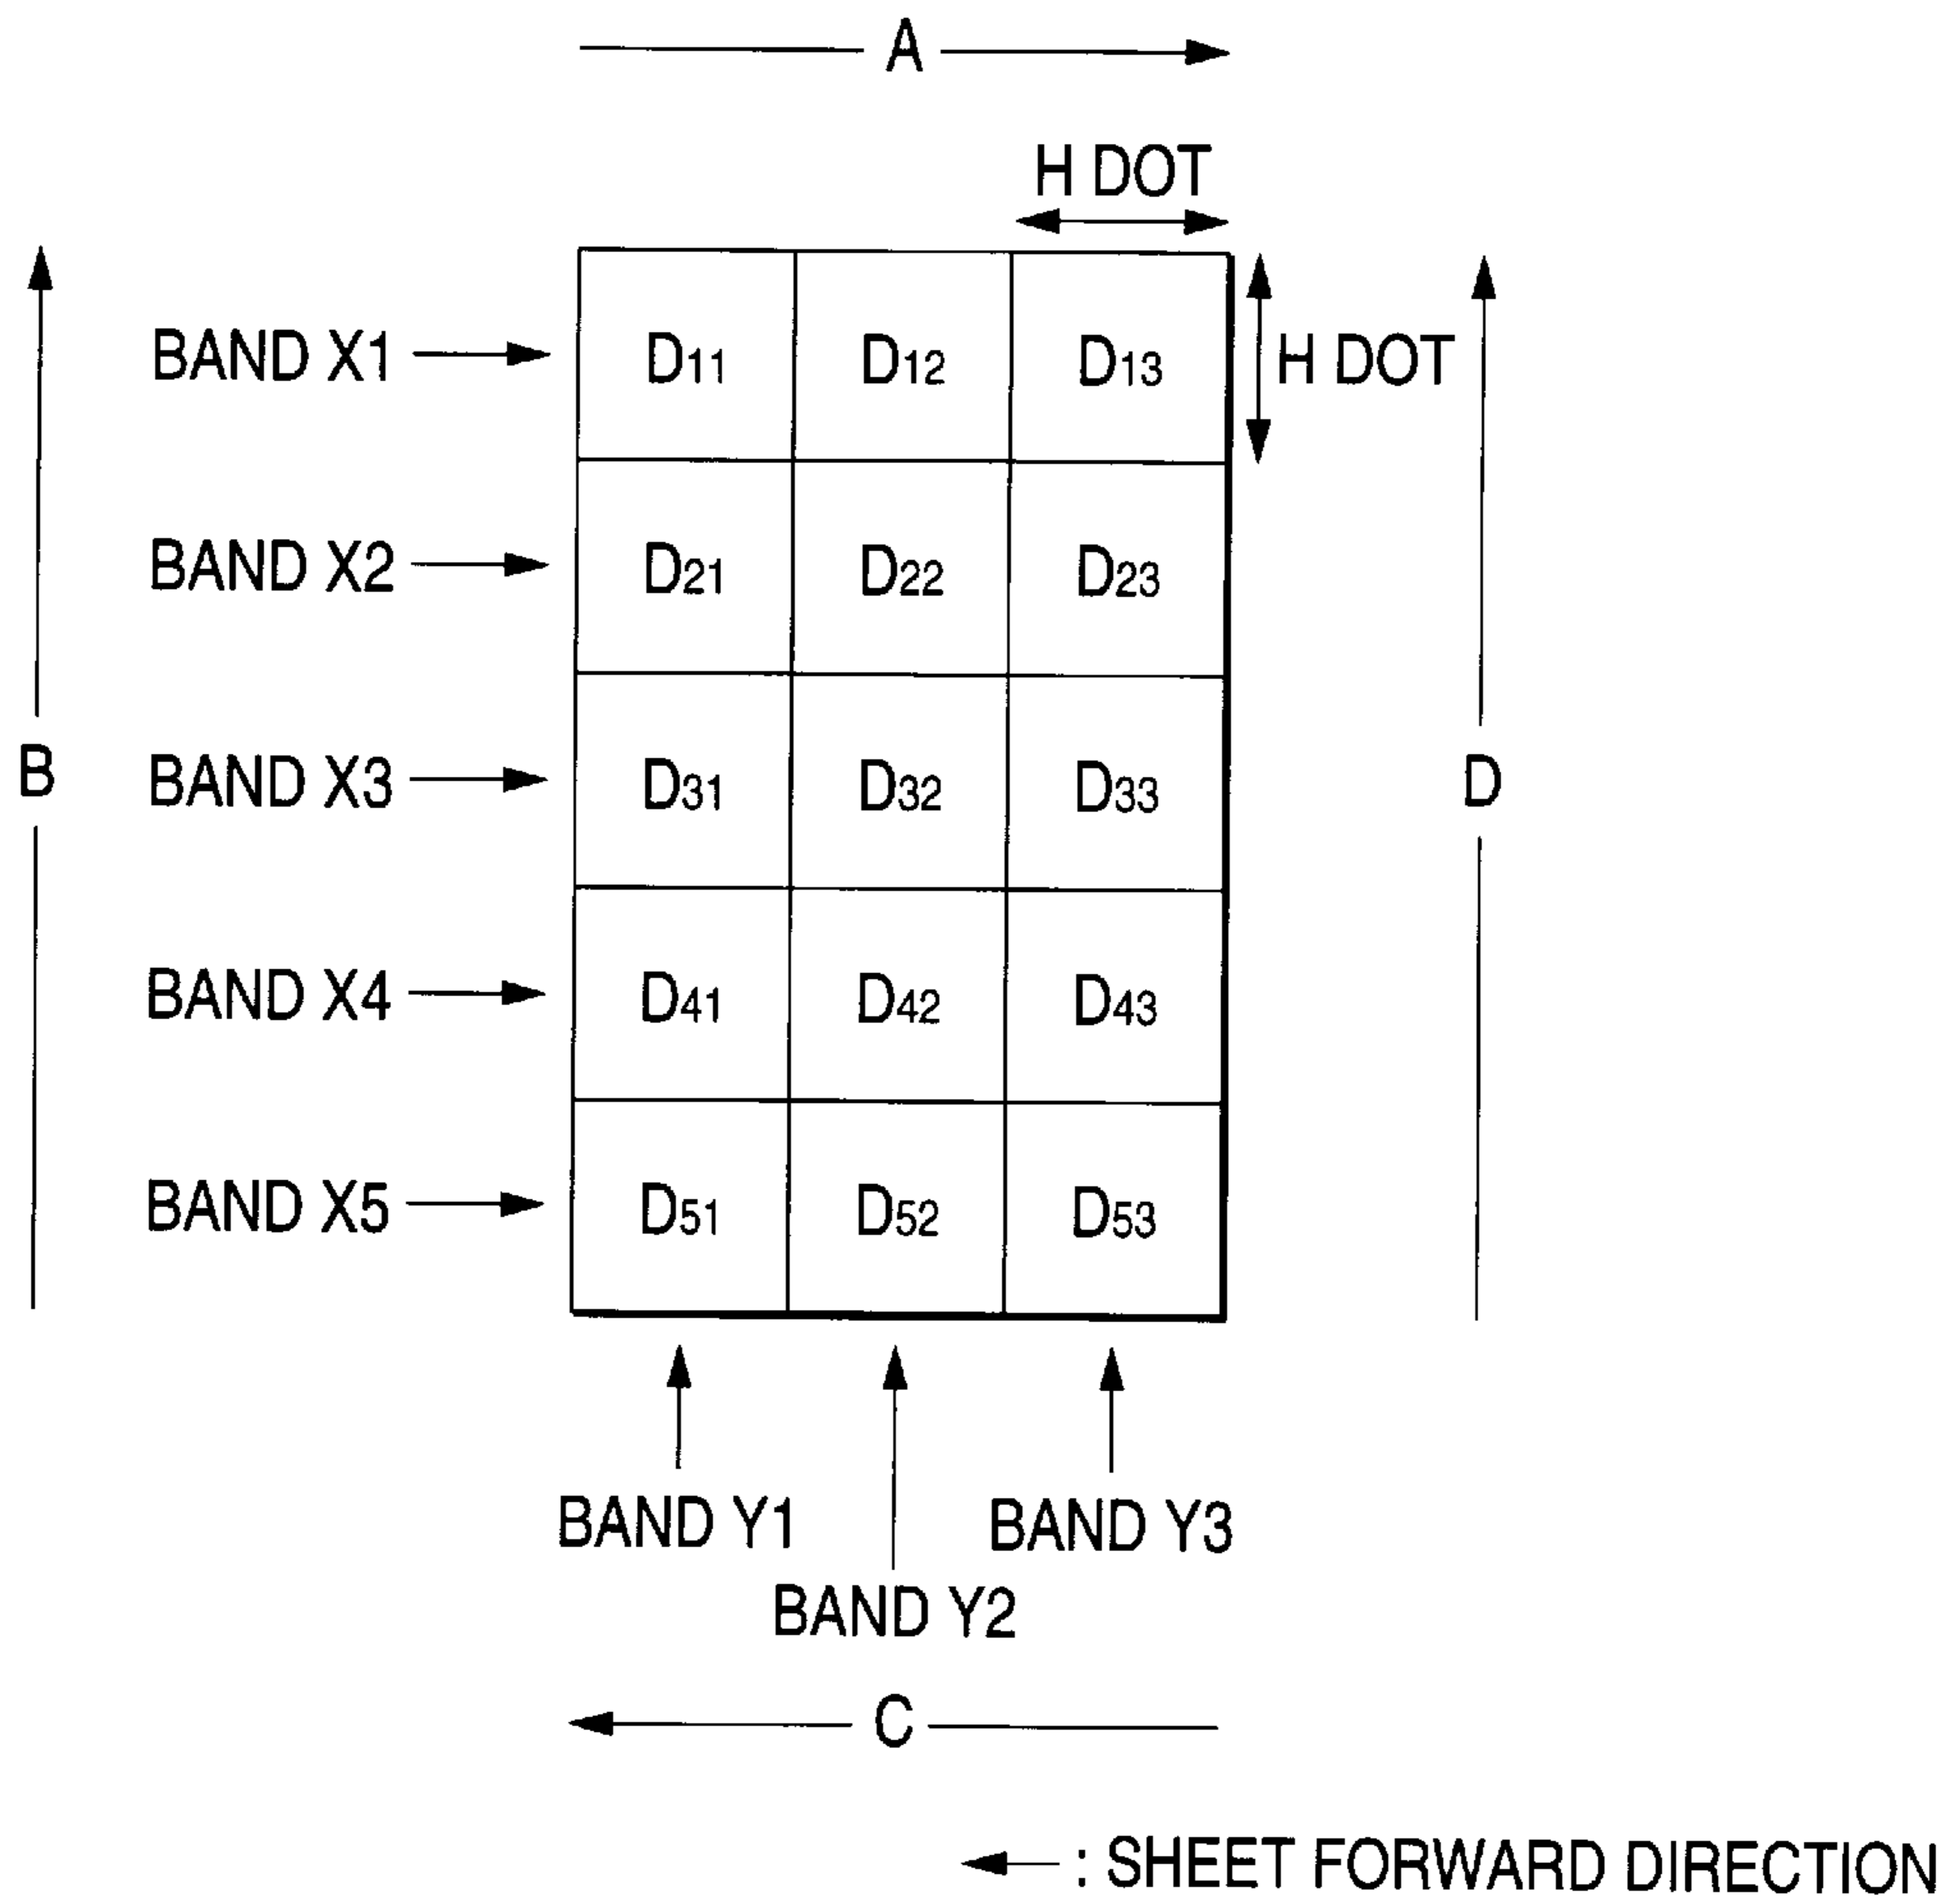 A
H DOT
BAND X1 D11 D12 D13 H DOT
BAND X2 D21 D22 D23
B BAND X3 D31 D32 D33 D
BAND X4 D41 D42 D43
BAND X5 D51 D52 D53
BAND Y1 BAND Y3
BAND Y2
C
: SHEET FORWARD DIRECTION